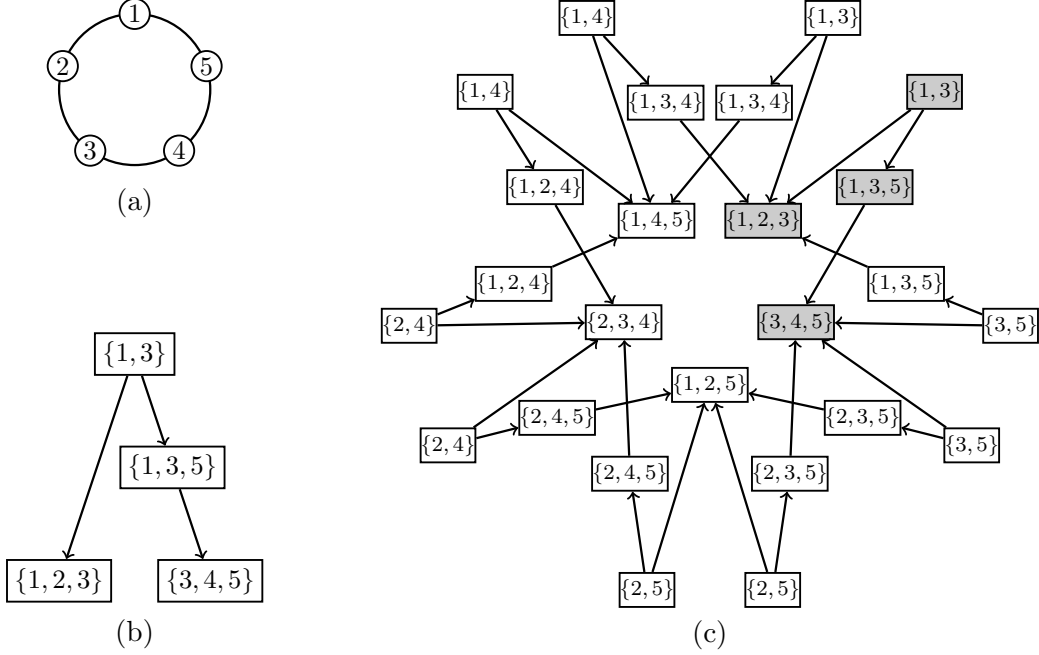 1
2
5
3
4
(a)
{1, 3}
{1, 3, 5}
{1, 2, 3}
{3, 4, 5}
(b)
{1, 4}
{1, 3}
{1, 4}
{1, 3, 4}
{1, 3, 4}
{1, 3}
{1, 2, 4}
{1, 3, 5}
{1, 4, 5}
{1, 2, 3}
{1, 2, 4}
{1, 3, 5}
{2, 4}
{2, 3, 4}
{3, 4, 5}
{3, 5}
{1, 2, 5}
{2, 4, 5}
{2, 3, 5}
{2, 4}
{3, 5}
{2, 4, 5}
{2, 3, 5}
{2, 5}
{2, 5}
(c)